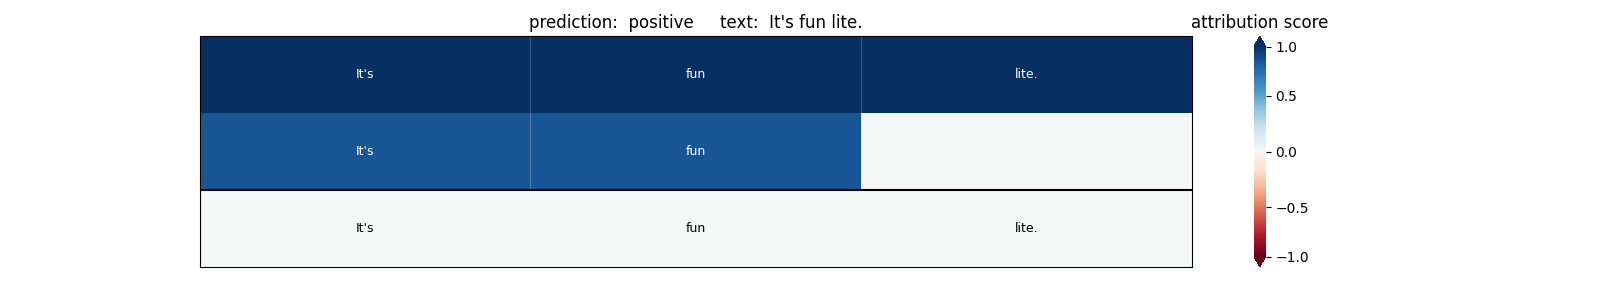 prediction:  positive     text:  It's fun lite.
attribution score
It's fun lite.
It's fun
It's fun lite.
1.0
0.5
0.0
−0.5
−1.0